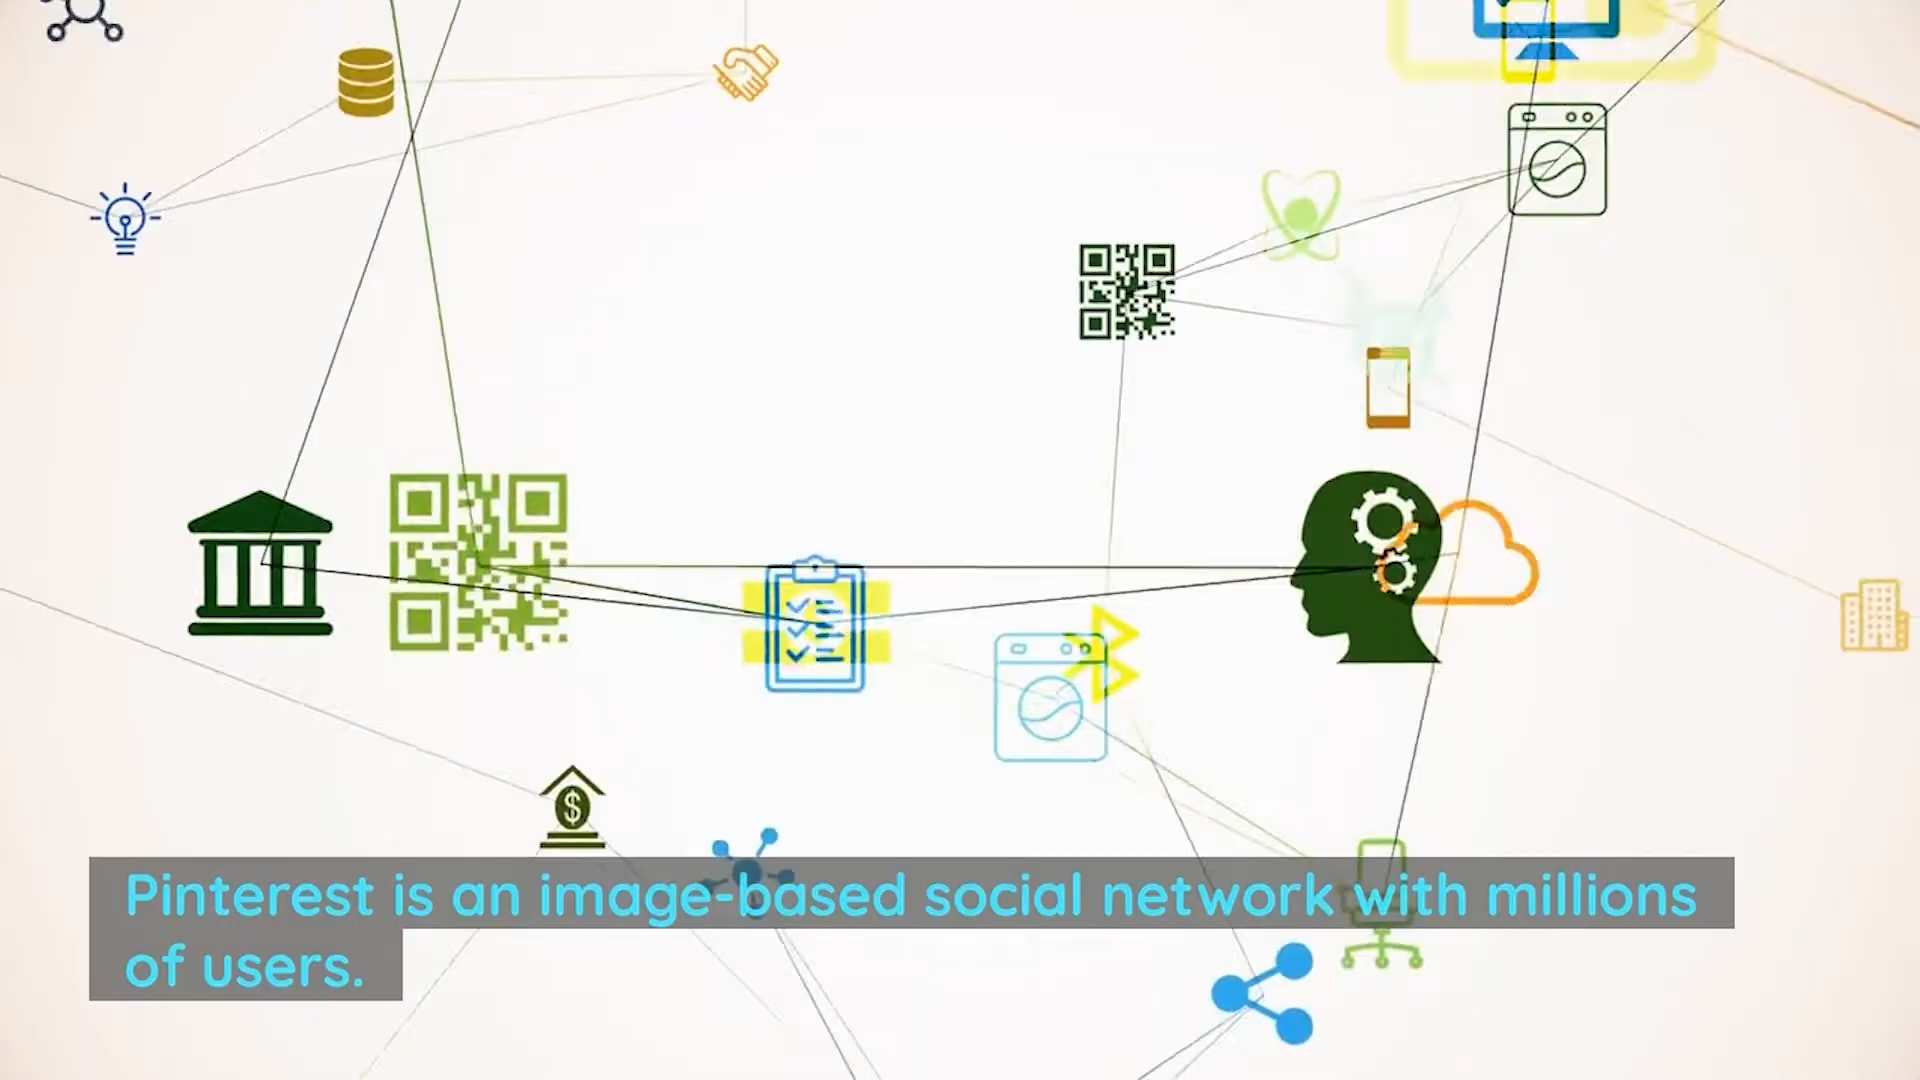 Pinterest is an image-based social network with millions
of users.